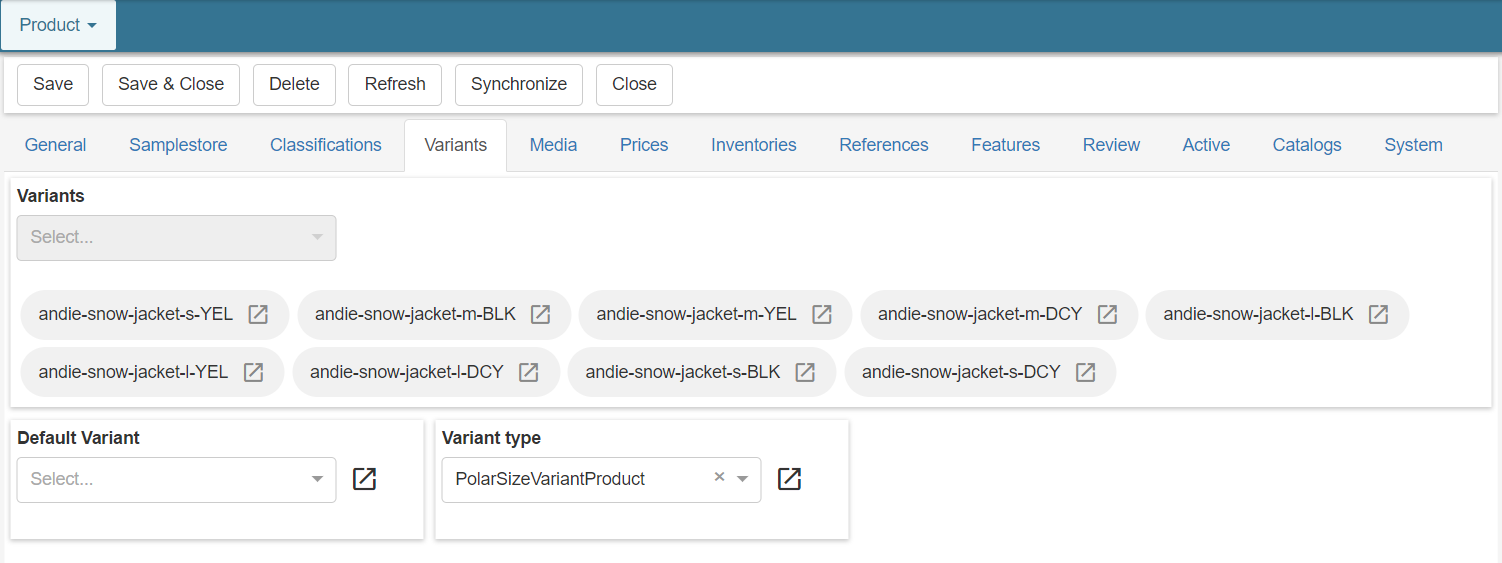 Product
Save Save & Close Delete Refresh Synchronize Close
General Samplestore Classifications Variants Media Prices Inventories References Features Review Active Catalogs System
Variants
Select...
andie-snow-jacket-s-YEL andie-snow-jacket-m-BLK andie-snow-jacket-m-YEL andie-snow-jacket-m-DCY andie-snow-jacket-l-BLK
andie-snow-jacket-l-YEL andie-snow-jacket-l-DCY andie-snow-jacket-s-BLK andie-snow-jacket-s-DCY
Default Variant Variant type
Select... PolarSizeVariantProduct